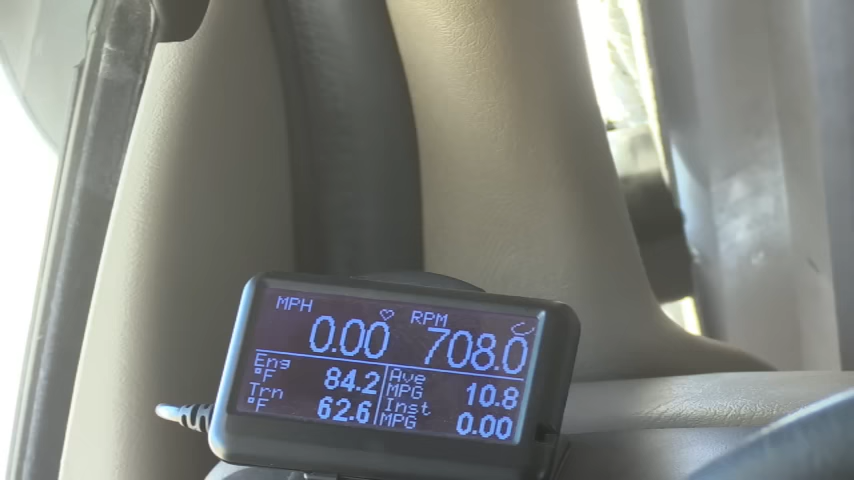 MPH RPM
0.00 708.0
Eng °F 84.2 Ave MPG 10.8
Trn °F 62.6 Inst MPG 0.00